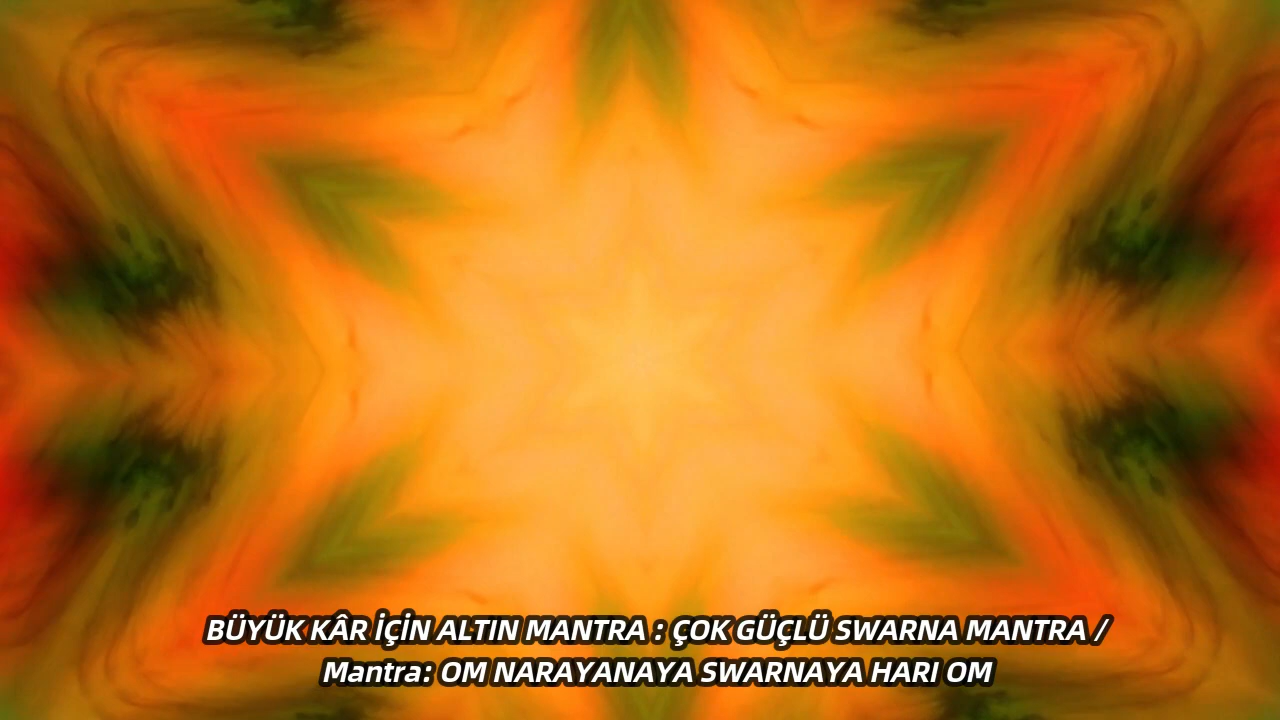 BÜYÜK KÂR İÇİN ALTIN MANTRA : ÇOK GÜÇLÜ SWARNA MANTRA /
Mantra: OM NARAYANAYA SWARNAYA HARI OM